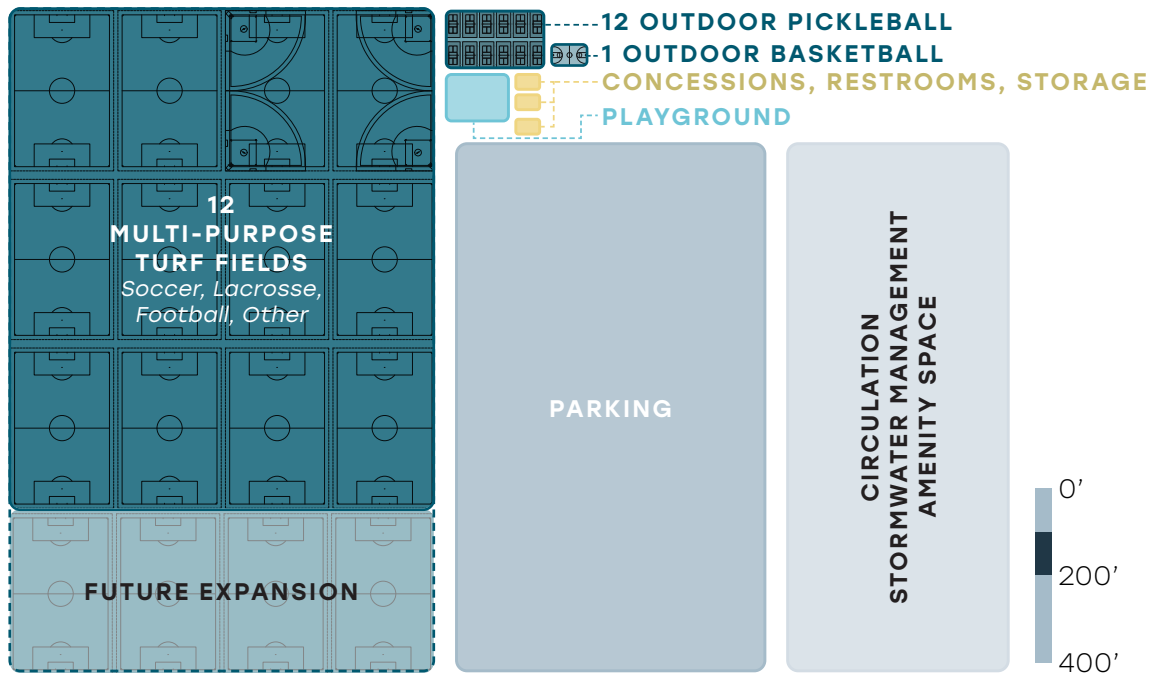 12 OUTDOOR PICKLEBALL
1 OUTDOOR BASKETBALL
CONCESSIONS, RESTROOMS, STORAGE
PLAYGROUND
12
MULTI-PURPOSE
TURF FIELDS
Soccer, Lacrosse,
Football, Other
PARKING
CIRCULATION
STORMWATER MANAGEMENT
AMENITY SPACE
FUTURE EXPANSION
0’
200’
400’